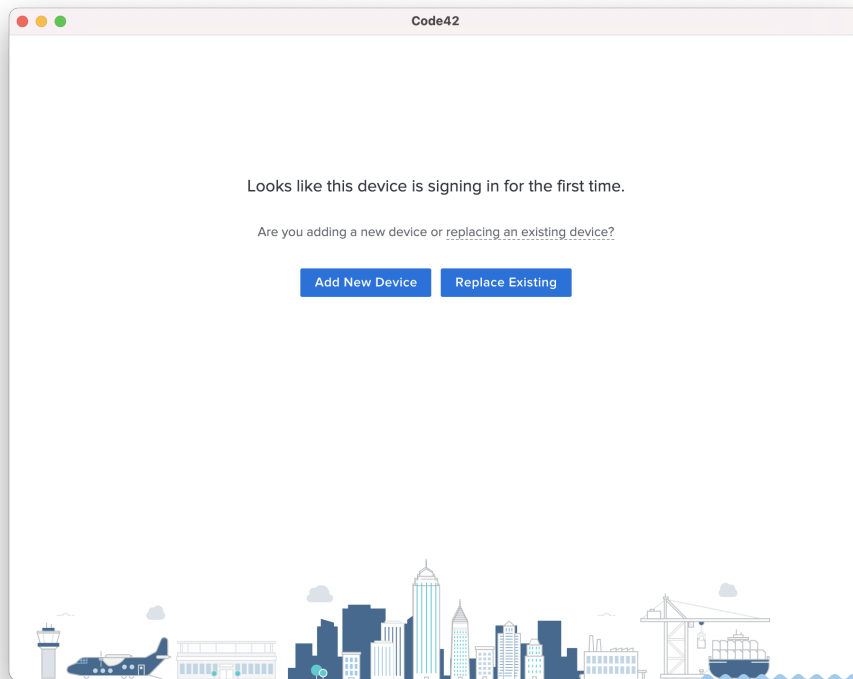 Code42
Looks like this device is signing in for the first time.
Are you adding a new device or replacing an existing device?
Add New Device
Replace Existing